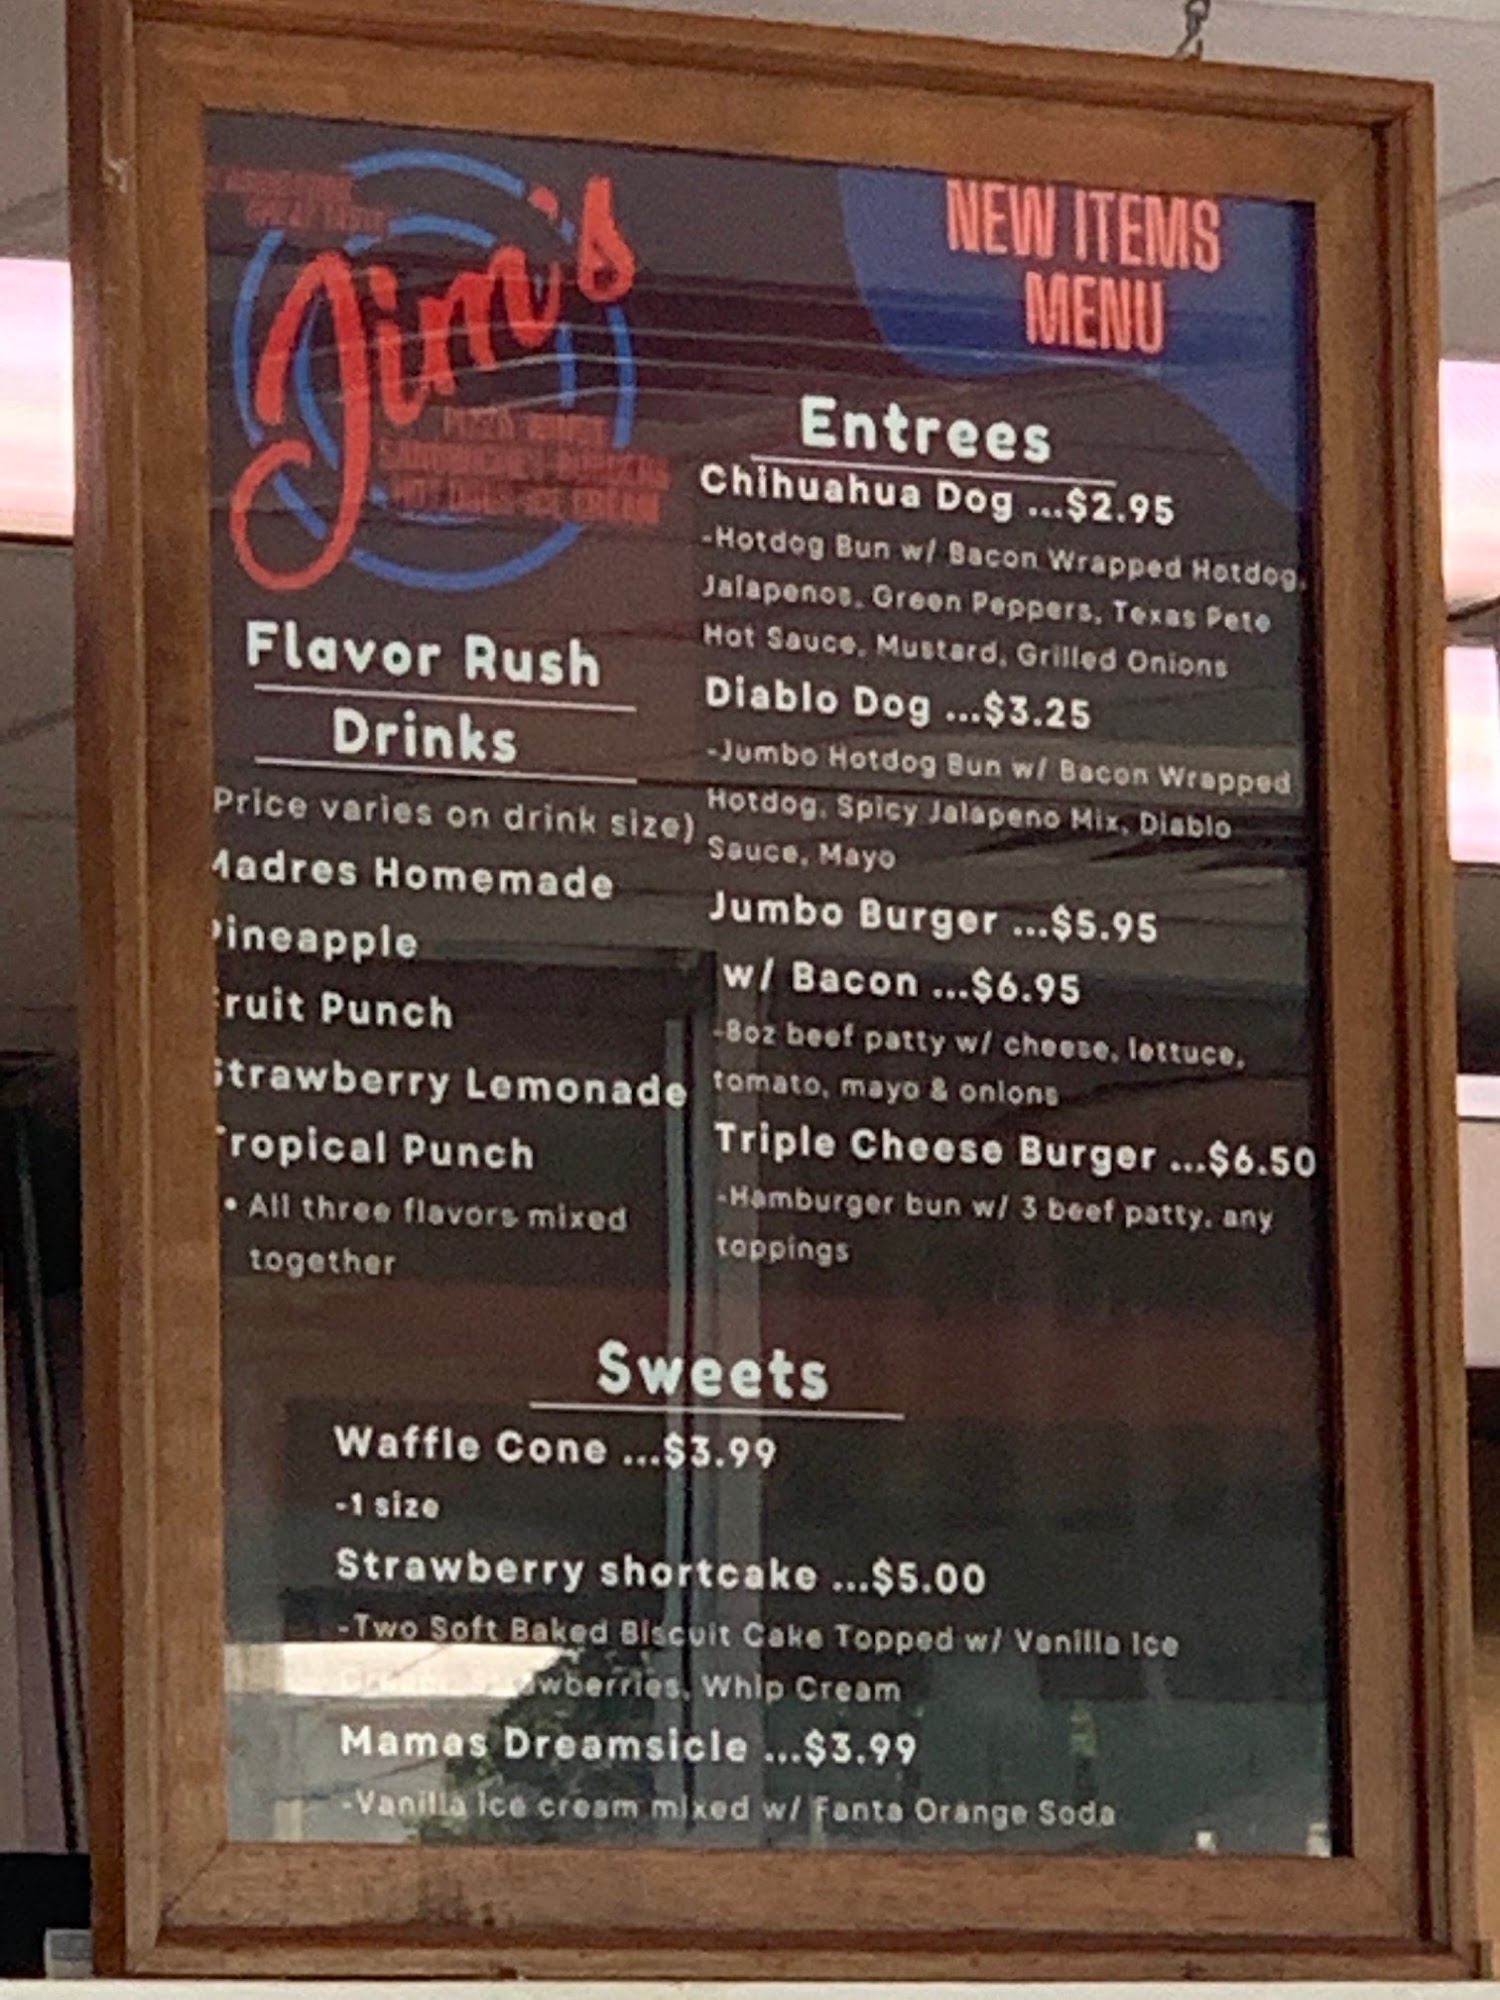 Jim's
NEW ITEMS
MENU
Flavor Rush
Drinks
Price varies on drink size)
Homemade
Punch
Lemonade
Punch
• All three flavors mixed
together
Entrees
Chihuahua Dog ...$2.95
-Hotdog Bun w/ Bacon Wrapped Hotdog,
Jalapenos, Green Peppers, Texas Pete
Hot Sauce, Mustard, Grilled Onions
Diablo Dog ...$3.25
-Jumbo Hotdog Bun w/ Bacon Wrapped
Hotdog, Spicy Jalapeno Mix, Diablo
Sauce, Mayo
Jumbo Burger ...$5.95
w/ Bacon ...$6.95
-8oz beef patty w/ cheese, lettuce,
tomato, mayo & onions
Triple Cheese Burger ...$6.50
-Hamburger bun w/ 3 beef patty, any
toppings
Sweets
Waffle Cone ...$3.99
-1 size
Strawberry shortcake ...$5.00
-Two Soft Baked Biscuit Cake Topped w/ Vanilla Ice
Whip Cream
Mamas Dreamsicle ...$3.99
-Vanilla Ice cream mixed w/ Fanta Orange Soda